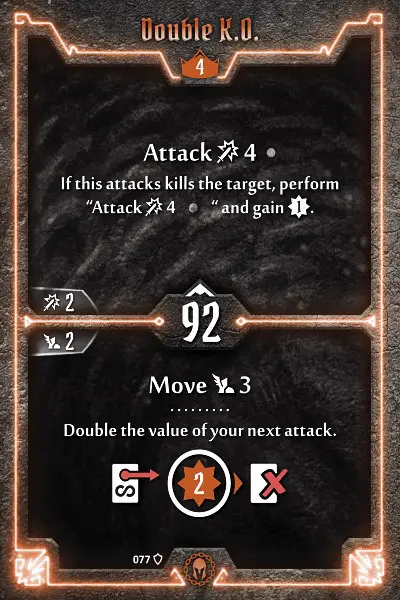 Double K.O.
4
Attack 4
If this attacks kills the target, perform
“Attack 4 “ and gain 1.
2
92
2
Move 3
Double the value of your next attack.
2
077